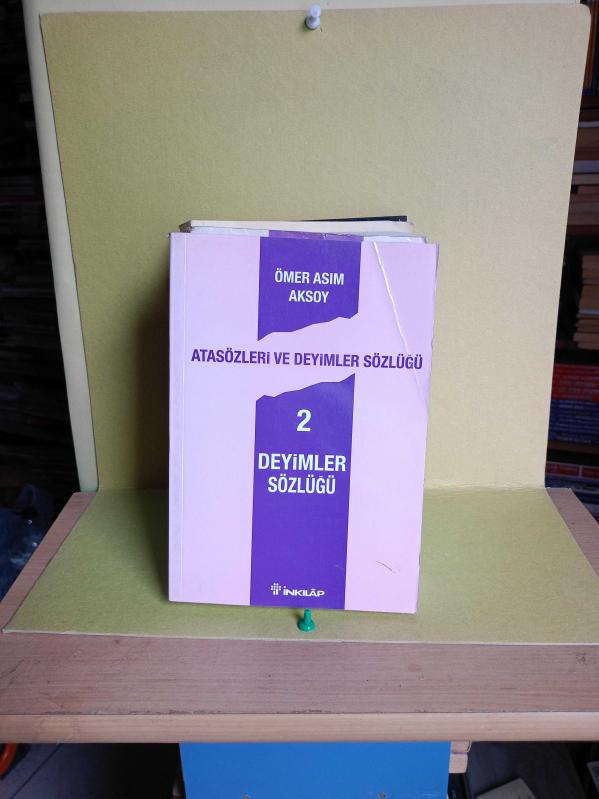 ÖMER ASIM
AKSOY
ATASÖZLERİ VE DEYİMLER SÖZLÜĞÜ
2
DEYİMLER
SÖZLÜĞÜ
İNKILÂP